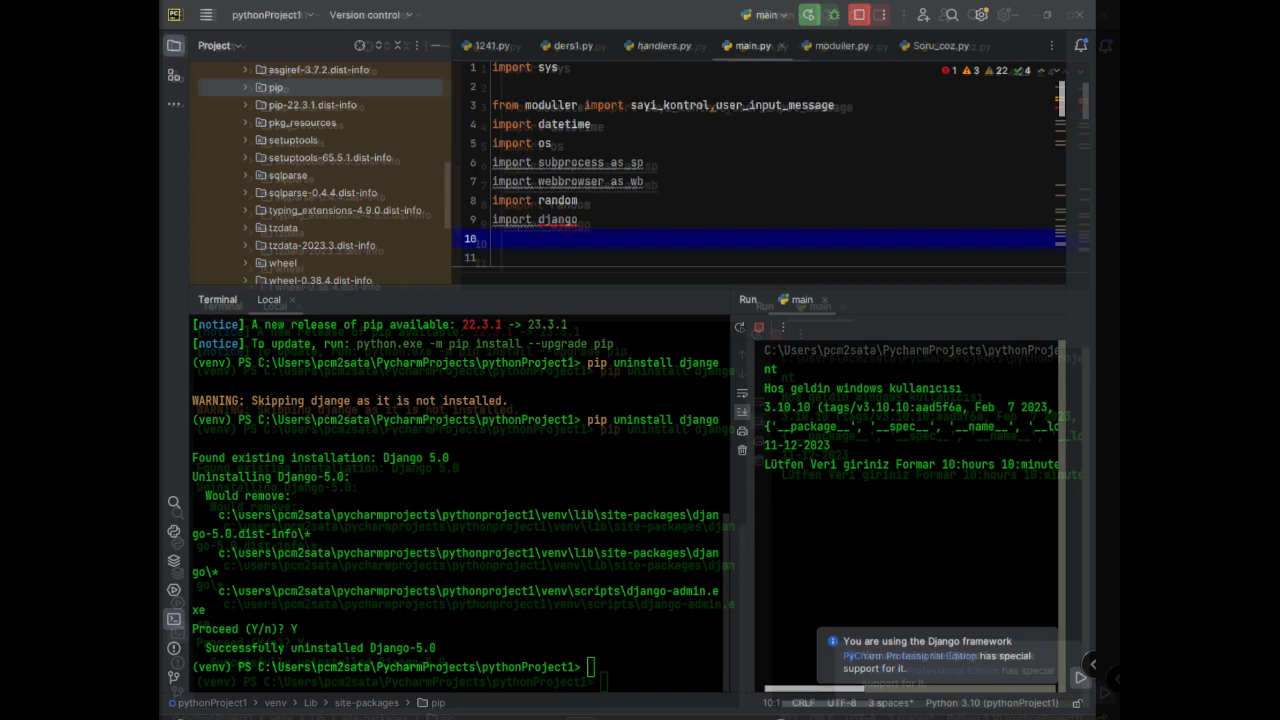 pythonProject1 Version control main
Project
1241.py ders1.py handlers.py main.py moduller.py Soru_coz.py
asgiref-3.7.2.dist-info
pip
pip-22.3.1.dist-info
pkg_resources
setuptools
setuptools-65.5.1.dist-info
sqlparse
sqlparse-0.4.4.dist-info
typing_extensions-4.9.0.dist-info
tzdata
tzdata-2023.3.dist-info
wheel
wheel-0.38.4.dist-info
1 3 22 4
1 import sys
2
3 from moduller import sayi_kontrol,user_input_message
4 import datetime
5 import os
6 import subprocess as sp
7 import webbrowser as wb
8 import random
9 import django
10
11
Terminal Local
[notice] A new release of pip available: 22.3.1 -> 23.3.1
[notice] To update, run: python.exe -m pip install --upgrade pip
(venv) PS C:\Users\pcm2sata\PycharmProjects\pythonProject1> pip uninstall djange
WARNING: Skipping djange as it is not installed.
(venv) PS C:\Users\pcm2sata\PycharmProjects\pythonProject1> pip uninstall django
Found existing installation: Django 5.0
Uninstalling Django-5.0:
Would remove:
c:\users\pcm2sata\pycharmprojects\pythonproject1\venv\lib\site-packages\djan
go-5.0.dist-info\*
c:\users\pcm2sata\pycharmprojects\pythonproject1\venv\lib\site-packages\djan
go\*
c:\users\pcm2sata\pycharmprojects\pythonproject1\venv\scripts\django-admin.e
xe
Proceed (Y/n)? Y
Successfully uninstalled Django-5.0
(venv) PS C:\Users\pcm2sata\PycharmProjects\pythonProject1>
Run main
C:\Users\pcm2sata\PycharmProjects\pythonProje
nt
Hos geldin windows kullanıcısı
3.10.10 (tags/v3.10.10:aad5f6a, Feb 7 2023,
{'__package__', '__spec__', '__name__', '__lo
11-12-2023
LÜtfen Veri giriniz Formar 10:hours 10:minute
You are using the Django framework
PyCharm Professional Edition has special
support for it.
pythonProject1 venv Lib site-packages pip
10:1 CRLF UTF-8 3 spaces* Python 3.10 (pythonProject1)